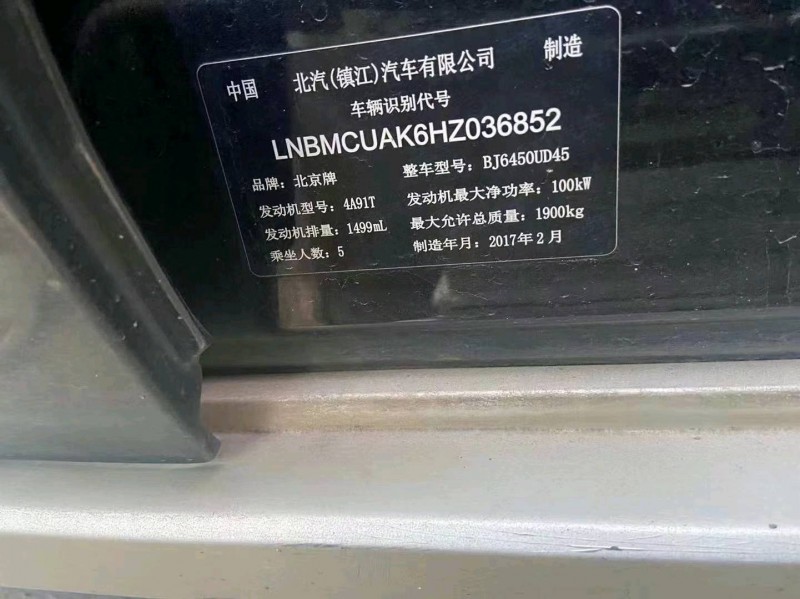 中国 北汽(镇江)汽车有限公司 制造
车辆识别代号
LNBMCUAK6HZ036852
品牌：北京牌 整车型号：BJ6450UD45
发动机型号：4A91T 发动机最大净功率：100kW
发动机排量：1499mL 最大允许总质量：1900kg
乘坐人数：5 制造年月：2017年2月